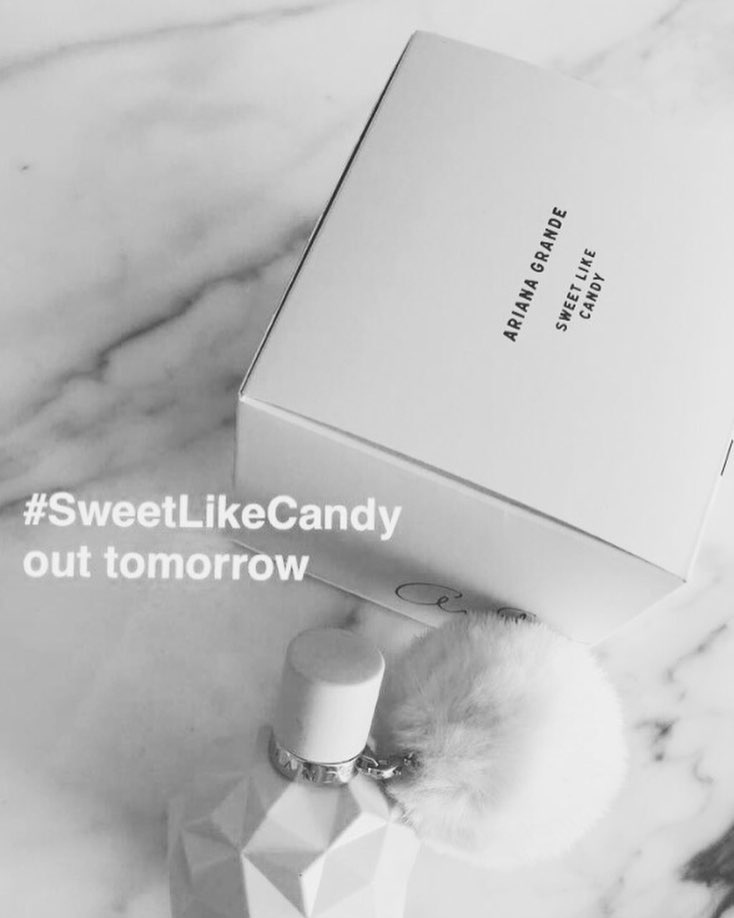 ARIANA GRANDE
SWEET LIKE
CANDY
#SweetLikeCandy
out tomorrow